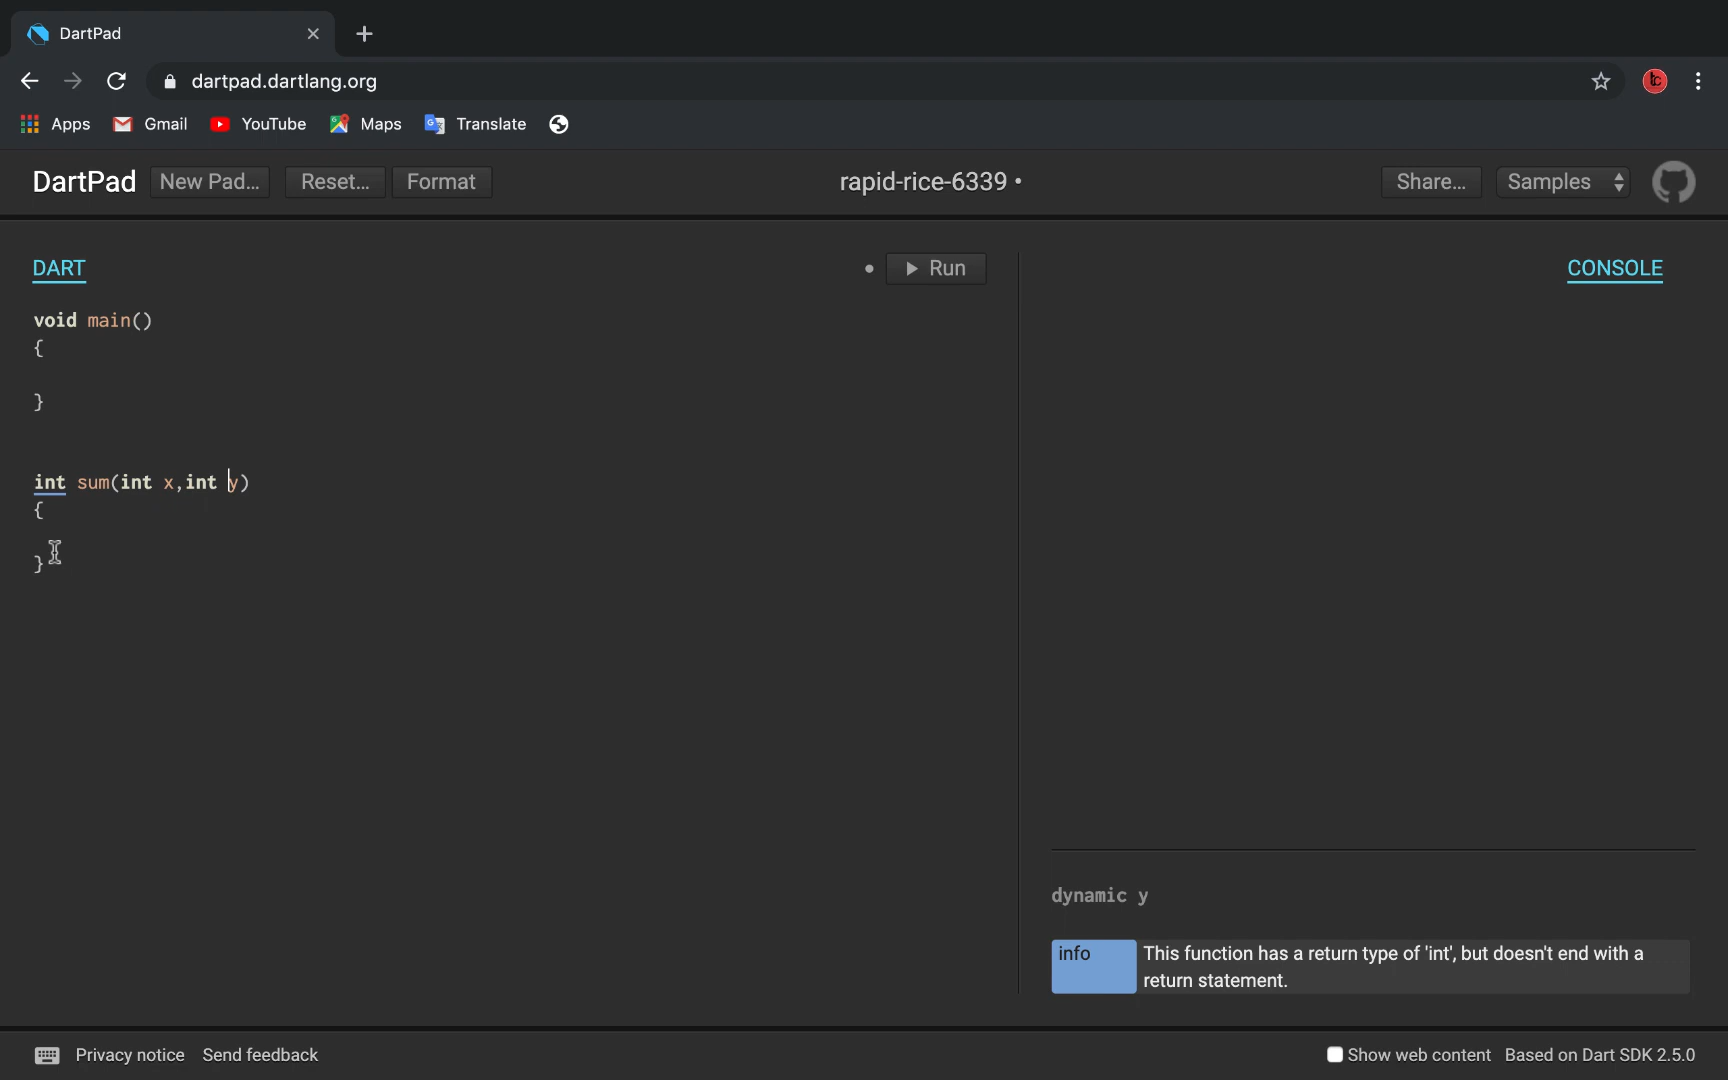 DartPad
dartpad.dartlang.org
Apps Gmail YouTube Maps Translate
DartPad New Pad... Reset... Format rapid-rice-6339 • Share... Samples
DART Run CONSOLE
void main()
{
}
int sum(int x,int y)
{
}
dynamic y
info This function has a return type of 'int', but doesn't end with a
return statement.
Privacy notice Send feedback Show web content Based on Dart SDK 2.5.0